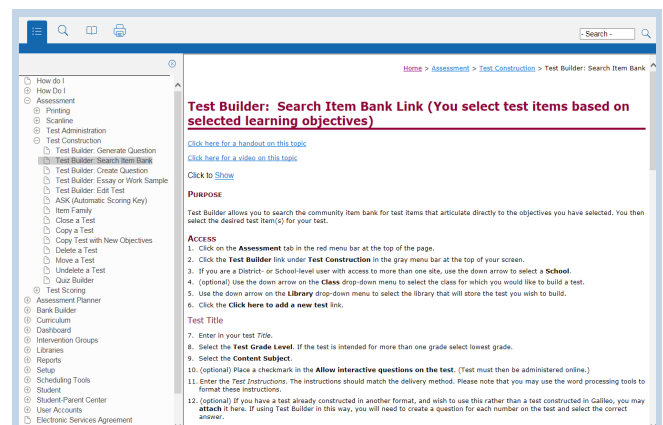 - Search -
Home > Assessment > Test Construction > Test Builder: Search Item Bank
How do I
How Do I
Assessment
Printing
Scanline
Test Administration
Test Construction
Test Builder: Generate Question
Test Builder: Search Item Bank
Test Builder: Create Question
Test Builder: Essay or Work Sample
Test Builder: Edit Test
ASK (Automatic Scoring Key)
Item Family
Close a Test
Copy a Test
Copy Test with New Objectives
Delete a Test
Move a Test
Undelete a Test
Quiz Builder
Test Scoring
Assessment Planner
Bank Builder
Curriculum
Dashboard
Intervention Groups
Libraries
Reports
Setup
Scheduling Tools
Student
Student-Parent Center
User Accounts
Electronic Services Agreement
Test Builder: Search Item Bank Link (You select test items based on
selected learning objectives)
Click here for a handout on this topic
Click here for a video on this topic
Click to Show
PURPOSE
Test Builder allows you to search the community item bank for test items that articulate directly to the objectives you have selected. You then
select the desired test item(s) for your test.
ACCESS
1. Click on the Assessment tab in the red menu bar at the top of the page.
2. Click the Test Builder link under Test Construction in the gray menu bar at the top of your screen.
3. If you are a District- or School-level user with access to more than one site, use the down arrow to select a School.
4. (optional) Use the down arrow on the Class drop-down menu to select the class for which you would like to build a test.
5. Use the down arrow on the Library drop-down menu to select the library that will store the test you wish to build.
6. Click the Click here to add a new test link.
Test Title
7. Enter in your test Title.
8. Select the Test Grade Level. If the test is intended for more than one grade select lowest grade.
9. Select the Content Subject.
10. (optional) Place a checkmark in the Allow interactive questions on the test. (Test must then be administered online.)
11. Enter the Test Instructions. The instructions should match the delivery method. Please note that you may use the word processing tools to
format these instructions.
12. (optional) If you have a test already constructed in another format, and wish to use this rather than a test constructed in Galileo, you may
attach it here. If using Test Builder in this way, you will need to create a question for each number on the test and select the correct
answer.